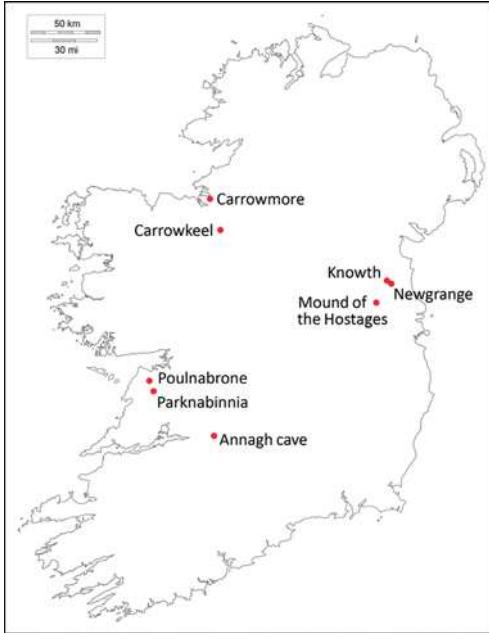 50 km
30 mi
Carrowmore
Carrowkeel
Knowth
Newgrange
Mound of
the Hostages
Poulnabrone
Parknabinnia
Annagh cave